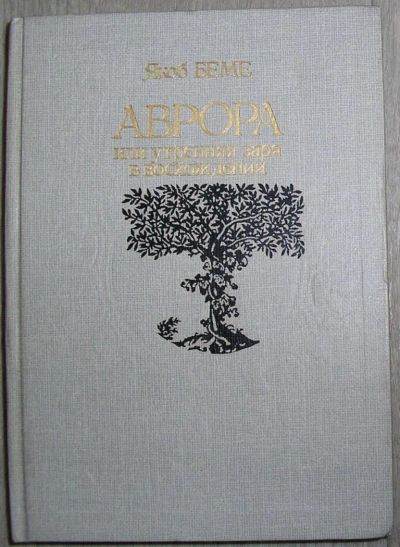 Якоб БЕМЕ
АВРОРА
или утренняя заря
в восхождении